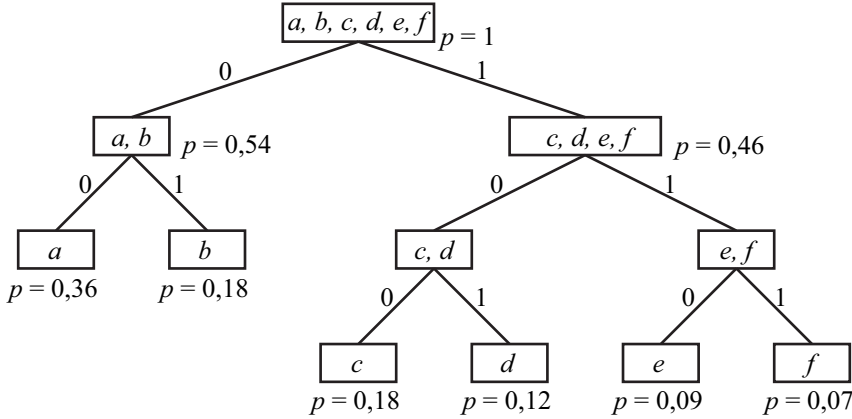 a, b, c, d, e, f
p = 1
0
1
a, b
p = 0,54
c, d, e, f
p = 0,46
0
1
0
1
a
b
c, d
e, f
p = 0,36
p = 0,18
0
1
0
1
c
d
e
f
p = 0,18
p = 0,12
p = 0,09
p = 0,07